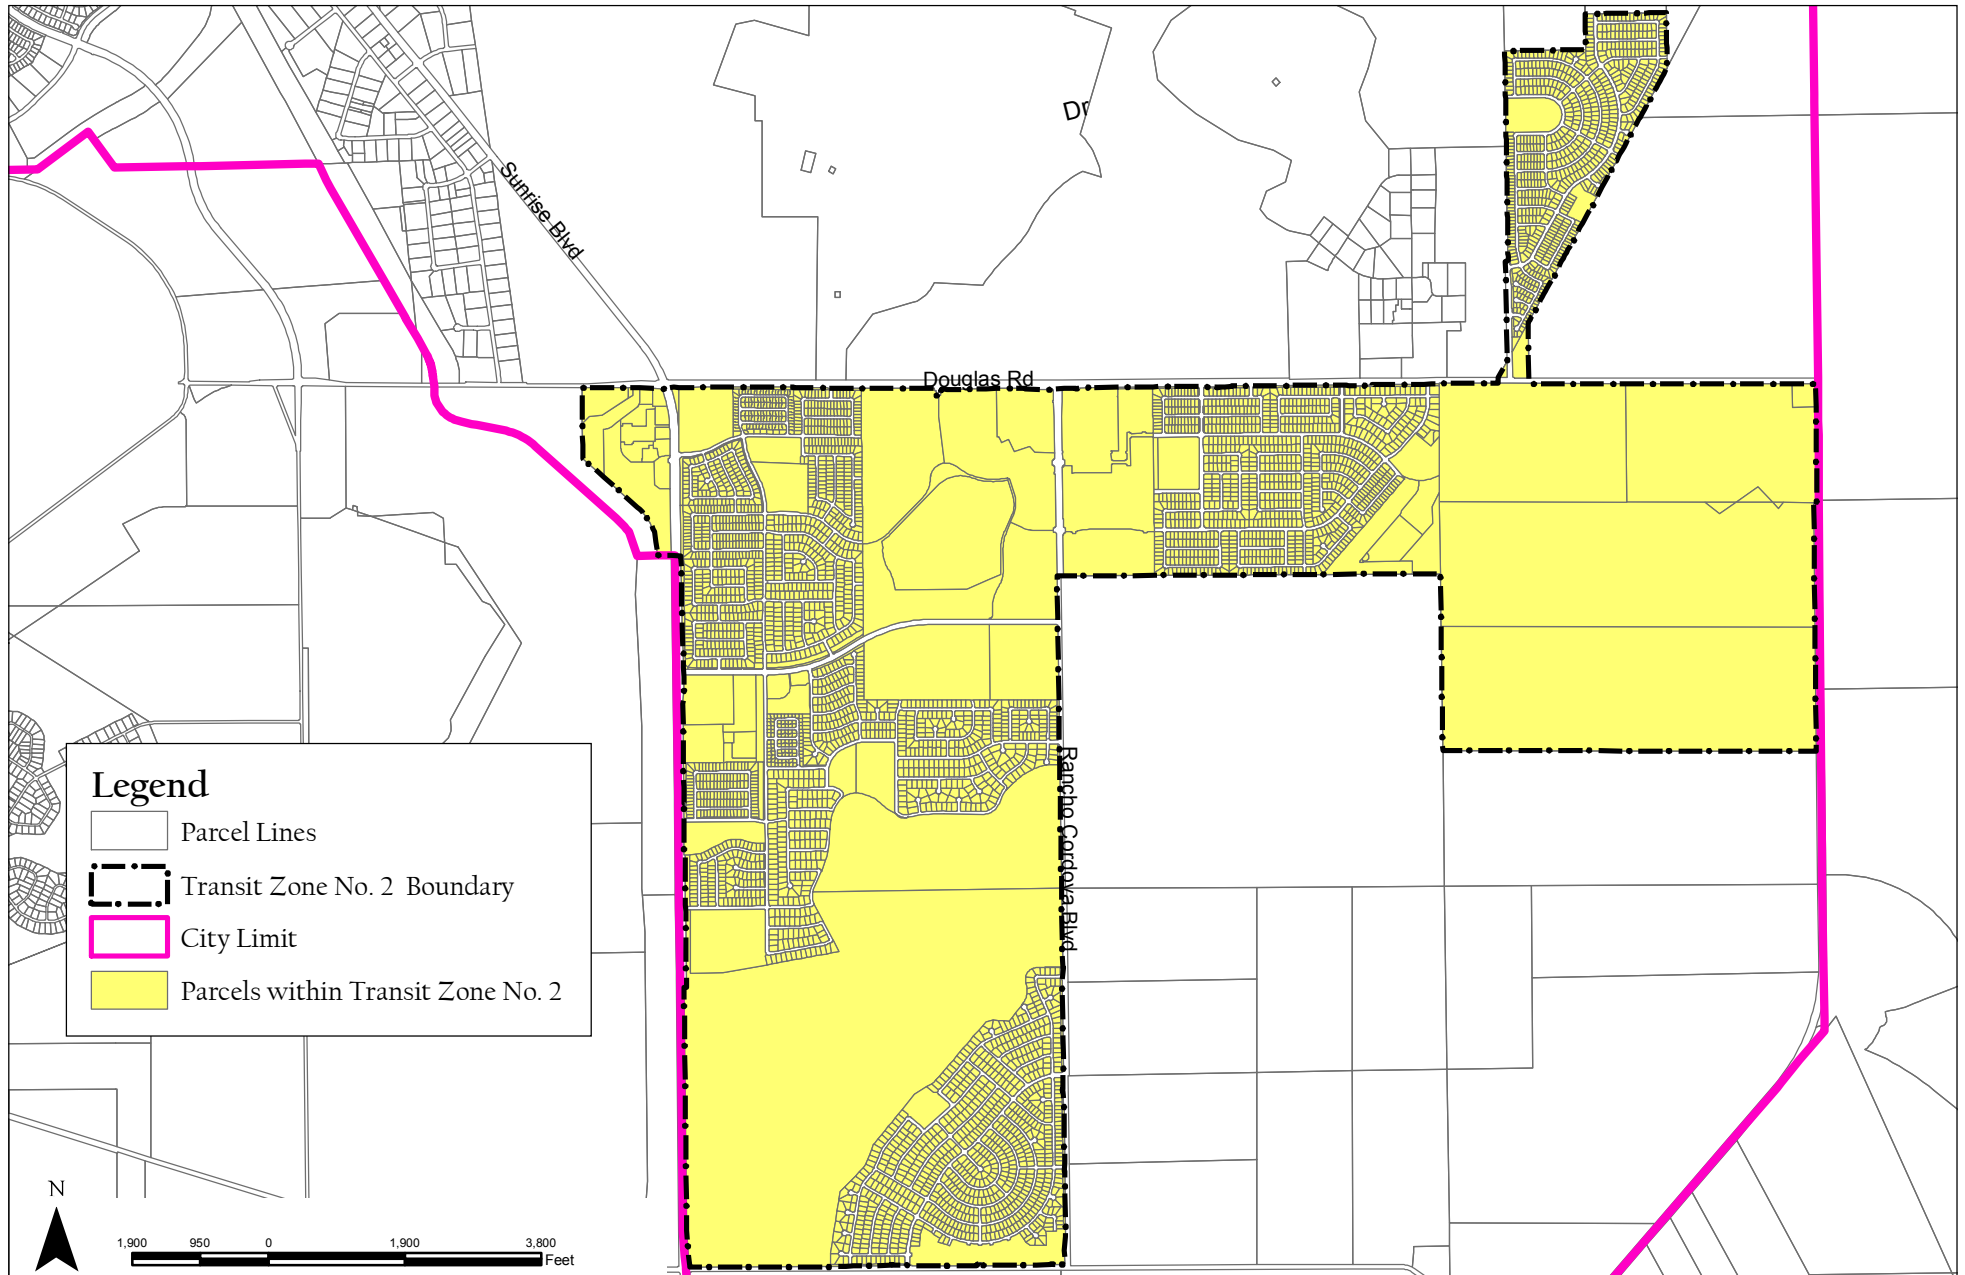 Dr
Sunrise Blvd
Douglas Rd
Rancho Cordova Blvd
Legend
Parcel Lines
Transit Zone No. 2 Boundary
City Limit
Parcels within Transit Zone No. 2
N
1,900 950 0 1,900 3,800
Feet